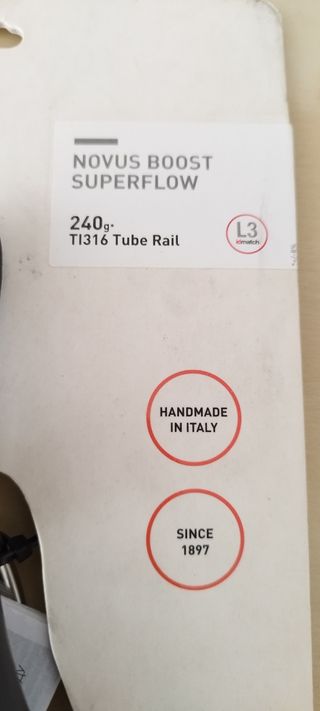 NOVUS BOOST
SUPERFLOW
240g*
TI316 Tube Rail
L3
idmatch
HANDMADE
IN ITALY
SINCE
1897